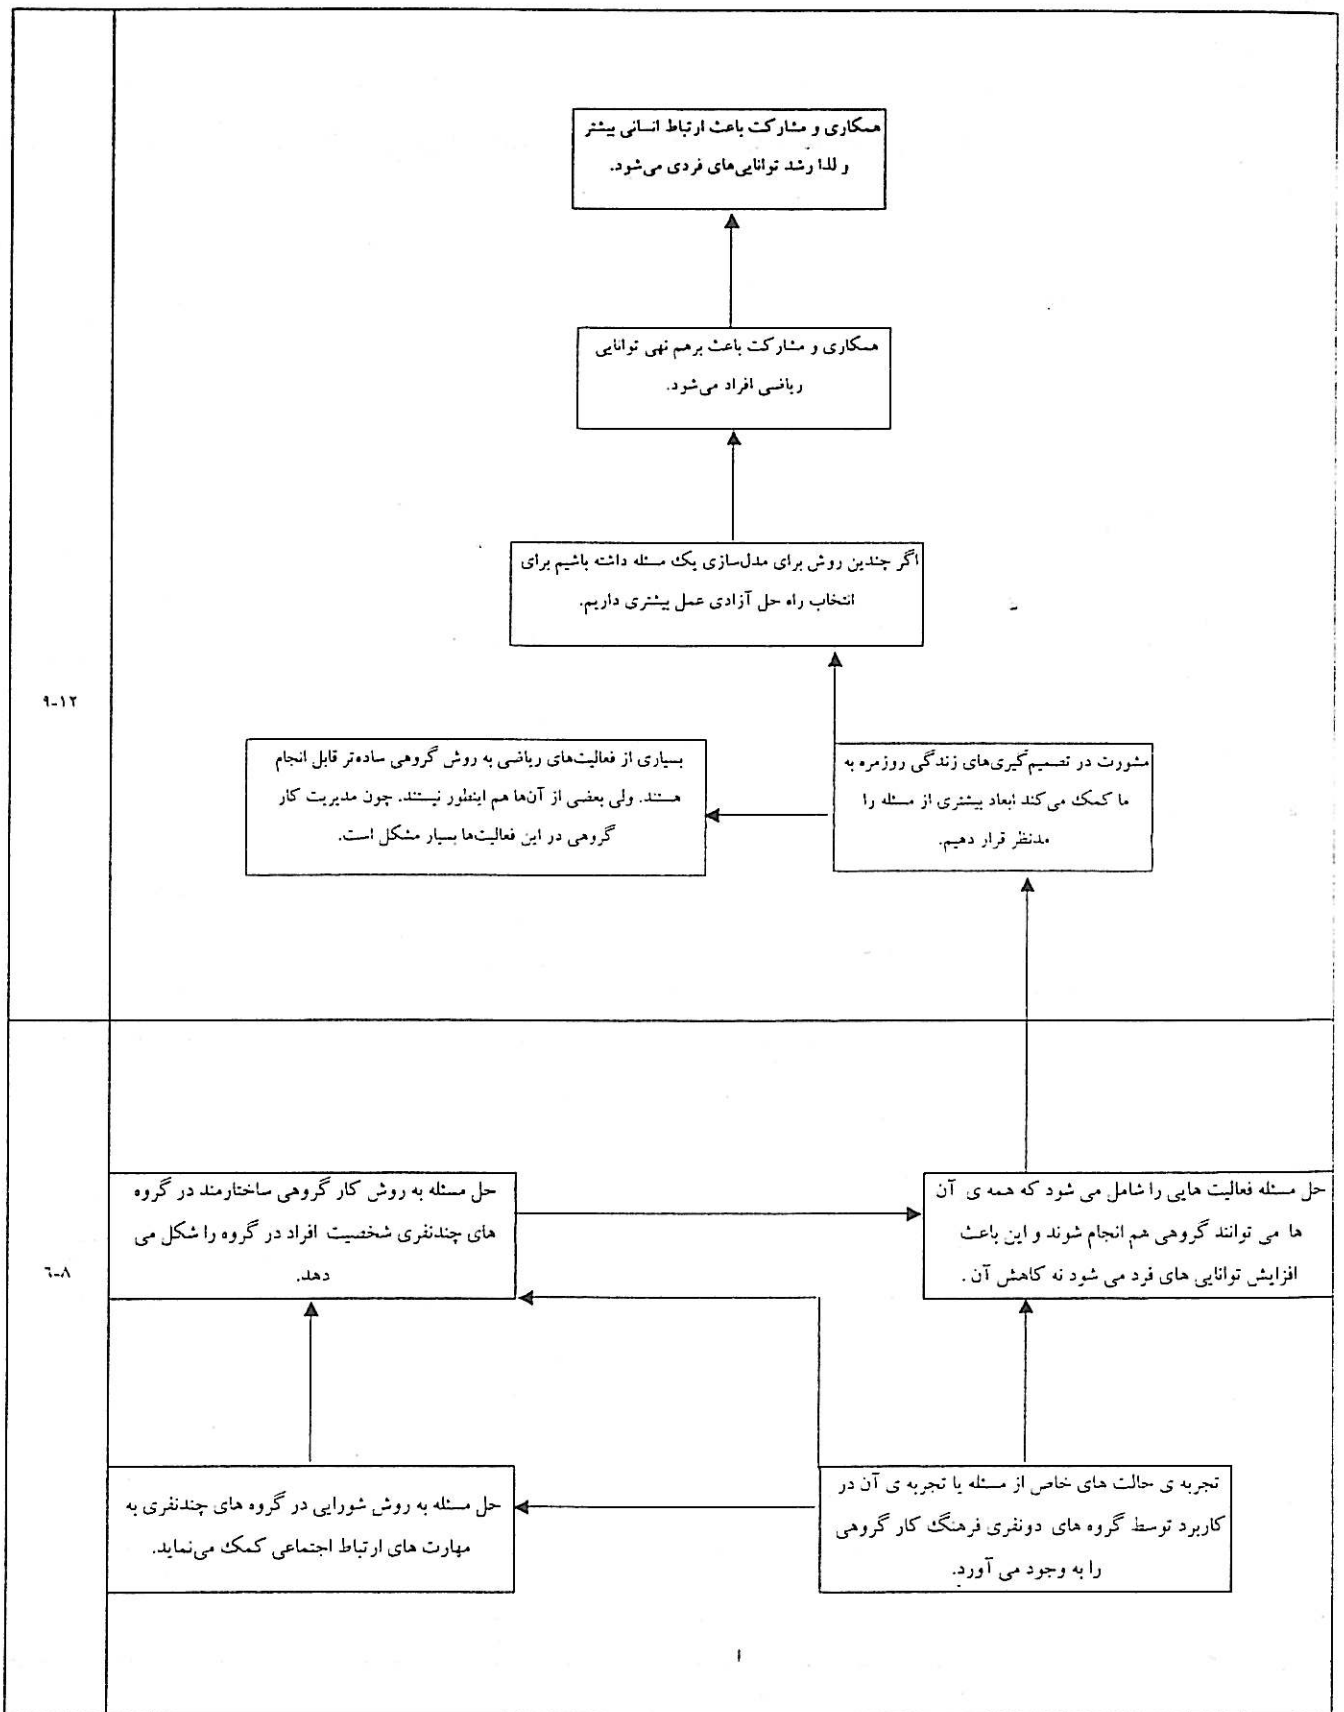 همکاری و مشارکت باعث ارتباط انسانی بیشتر
و لذا رشد توانایی‌های فردی می‌شود.
همکاری و مشارکت باعث برهم نهی توانایی
ریاضی افراد می‌شود.
اگر چندین روش برای مدل‌سازی یک مسئله داشته باشیم برای
انتخاب راه حل آزادی عمل بیشتری داریم.
۹-۱۲
مشورت در تصمیم‌گیری‌های زندگی روزمره به
ما کمک می‌کند ابعاد بیشتری از مسئله را
مدنظر قرار دهیم.
بسیاری از فعالیت‌های ریاضی به روش گروهی ساده‌تر قابل انجام
هستند. ولی بعضی از آن‌ها هم اینطور نیستند. چون مدیریت کار
گروهی در این فعالیت‌ها بسیار مشکل است.
حل مسئله فعالیت هایی را شامل می شود که همه ی آن
ها می توانند گروهی هم انجام شوند و این باعث
افزایش توانایی های فرد می شود نه کاهش آن .
حل مسئله به روش کار گروهی ساختارمند در گروه
های چندنفری شخصیت افراد در گروه را شکل می
دهد.
۶-۸
تجربه ی حالت های خاص از مسئله یا تجربه ی آن در
کاربرد توسط گروه های دونفری فرهنگ کار گروهی
را به وجود می آورد.
حل مسئله به روش شورایی در گروه های چندنفری به
مهارت های ارتباط اجتماعی کمک می‌نماید.
۱